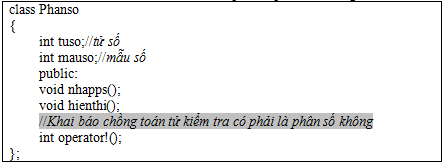 class Phanso
{
int tuso;//tử số
int mauso;//mẫu số
public:
void nhapps();
void hienthi();
//Khai báo chồng toán tử kiểm tra có phải là phân số không
int operator!();
};